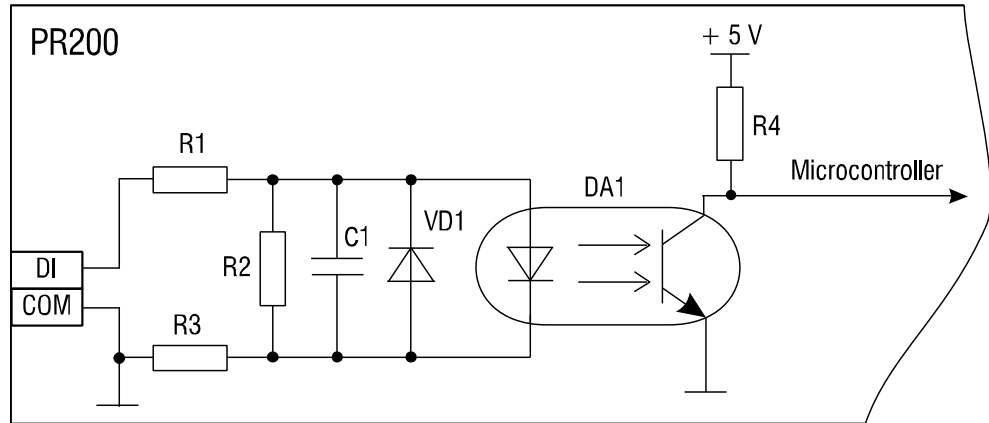 PR200
+ 5 V
R4
R1
Microcontroller
DA1
VD1
C1
R2
DI
COM
R3